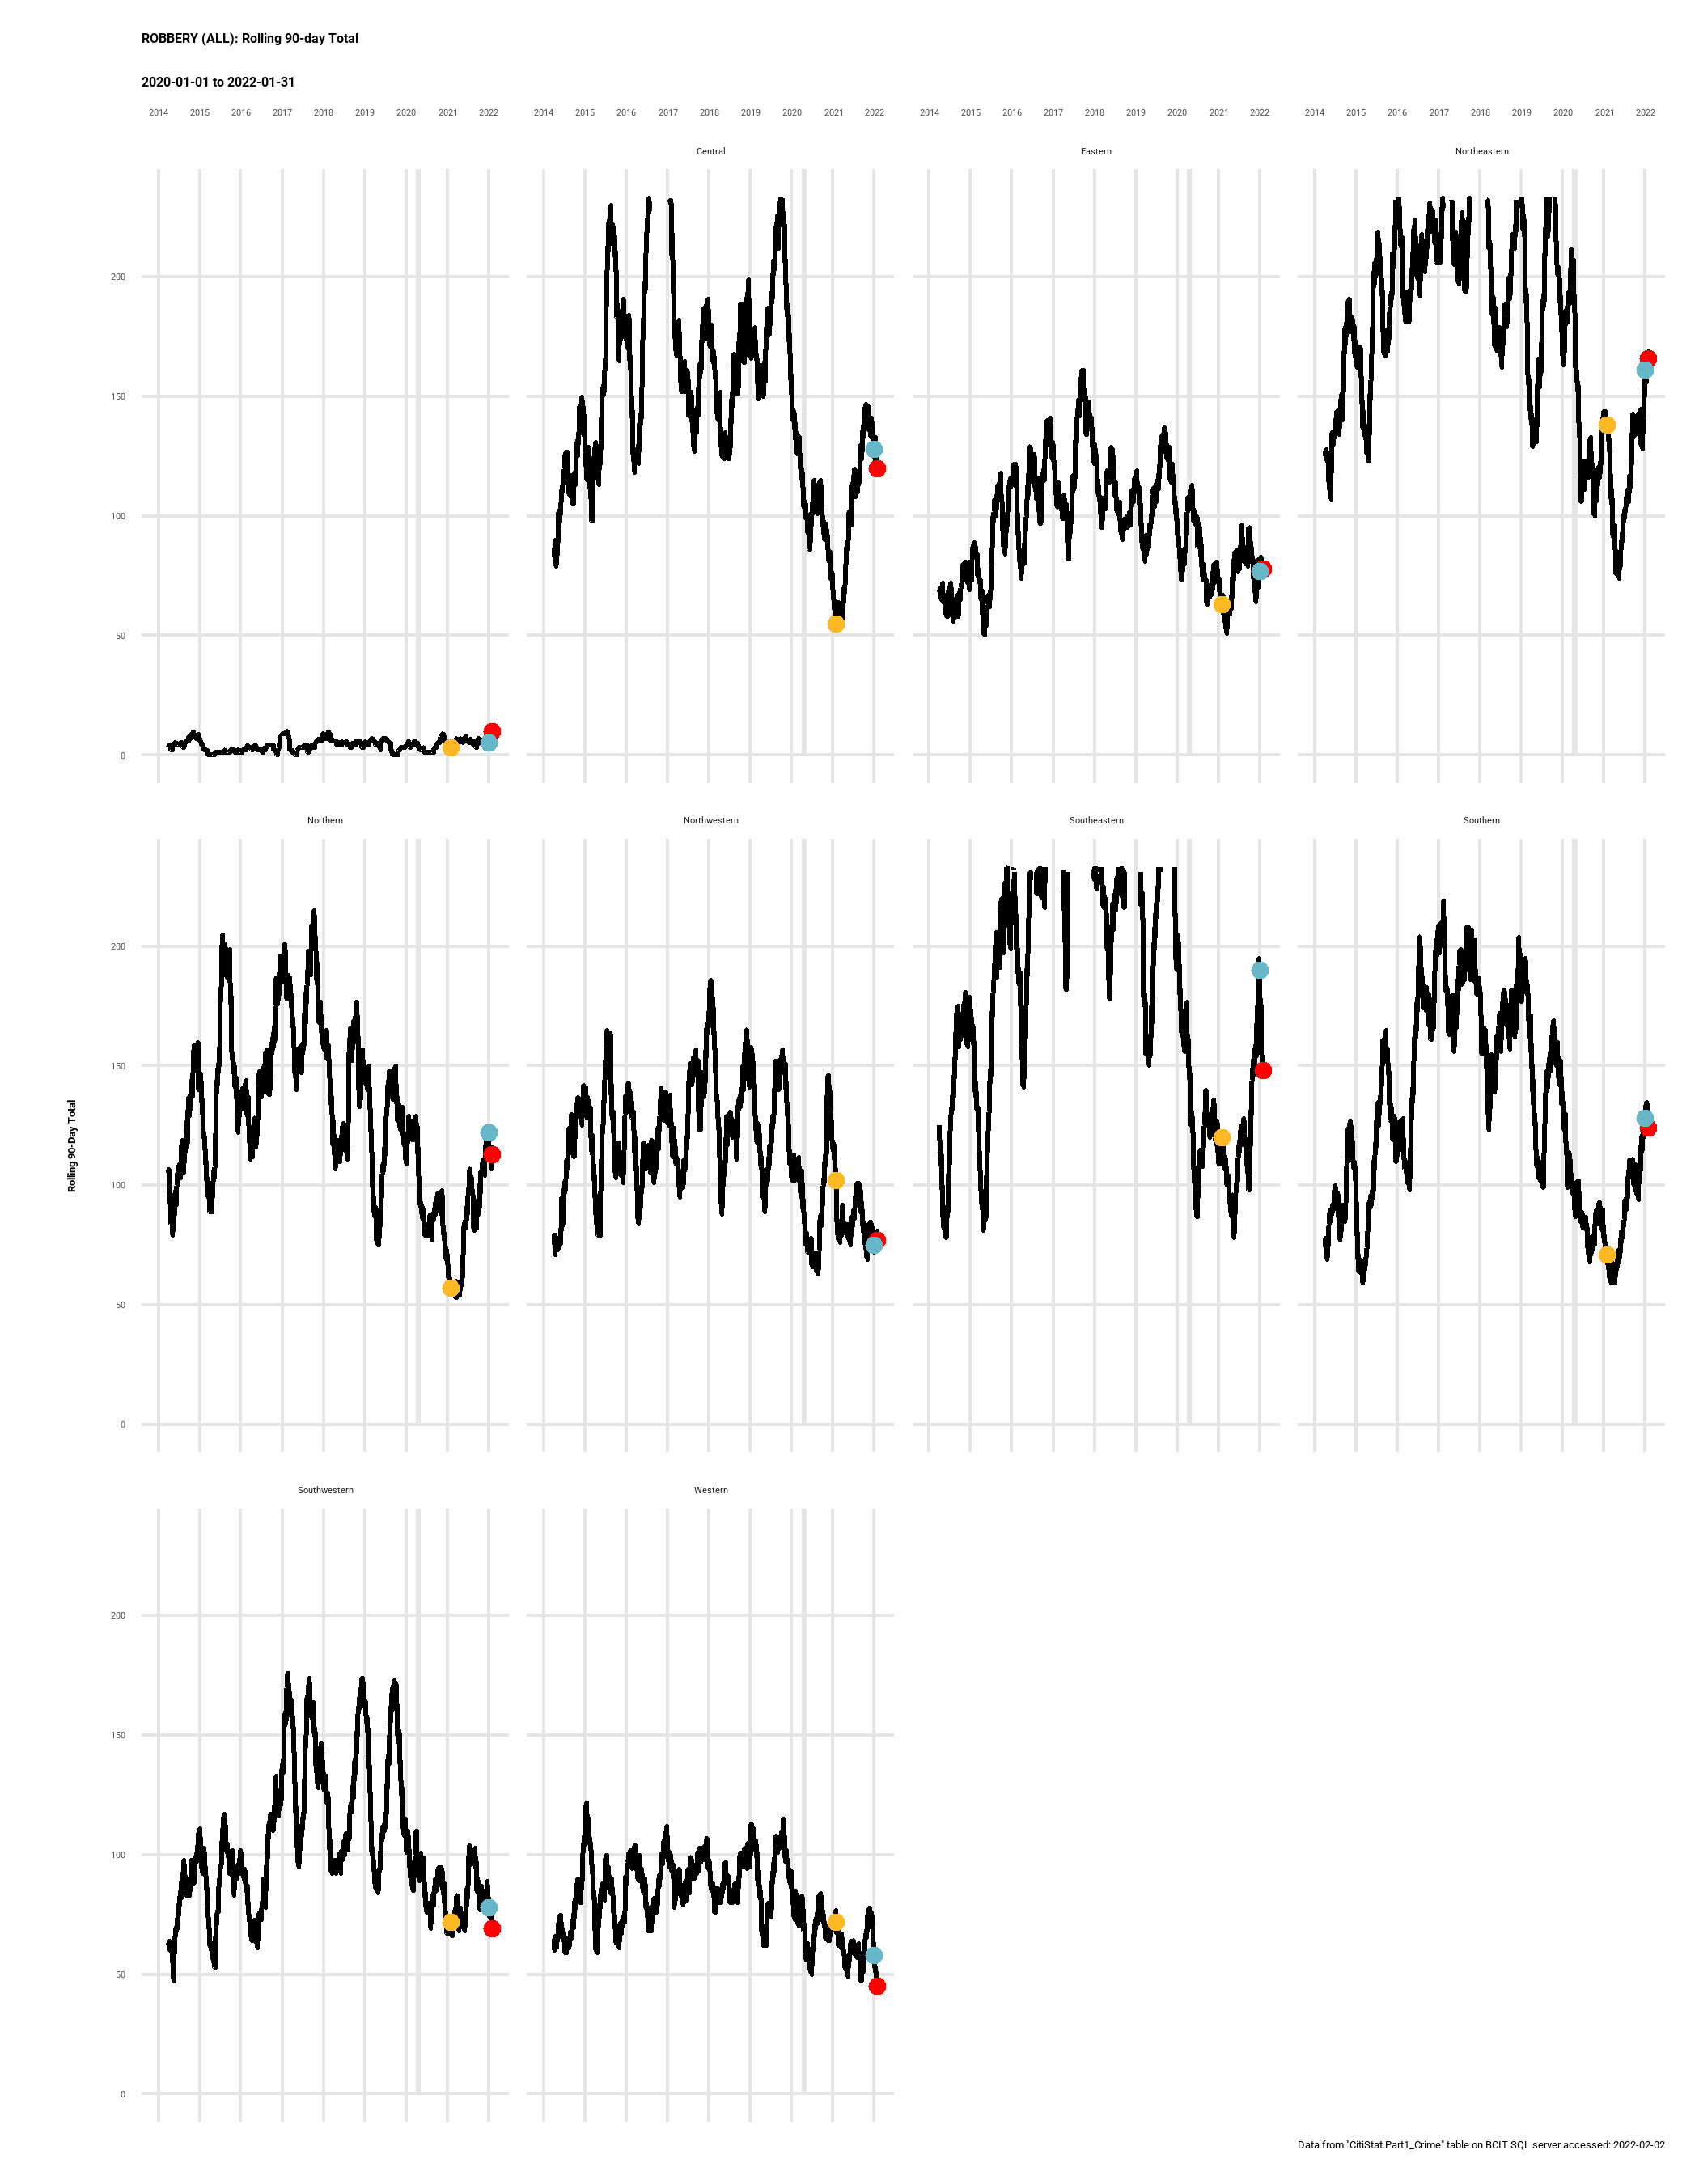 ROBBERY (ALL): Rolling 90-day Total
2020-01-01 to 2022-01-31
2014 2015 2016 2017 2018 2019 2020 2021 2022 2014 2015 2016 2017 2018 2019 2020 2021 2022 2014 2015 2016 2017 2018 2019 2020 2021 2022 2014 2015 2016 2017 2018 2019 2020 2021 2022
Central Eastern Northeastern
200
150
100
50
0
Northern Northwestern Southeastern Southern
200
150
100
50
0
Rolling 90-Day Total
Southwestern Western
200
150
100
50
0
Data from "CitiStat.Part1_Crime" table on BCIT SQL server accessed: 2022-02-02